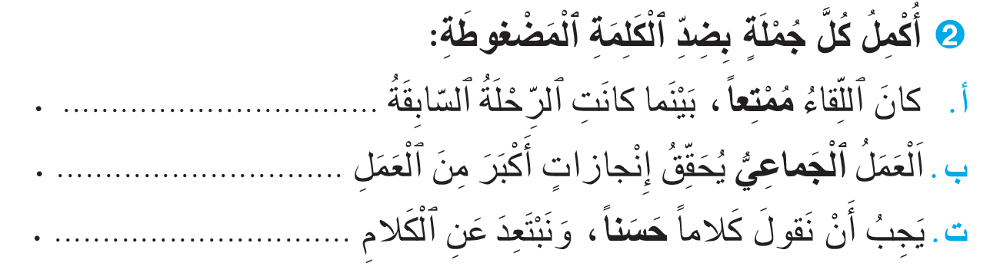 2 أُكْمِلُ كُلَّ جُمْلَةٍ بِضِدِّ ٱلْكَلِمَةِ ٱلْمَضْغوطَةِ:
أ. كانَ ٱللِّقاءُ مُمْتِعاً، بَيْنَما كانَتِ ٱلرِّحْلَةُ ٱلسّابِقَةُ .................................. .
ب. اَلْعَمَلُ ٱلْجَماعِيُّ يُحَقِّقُ إِنْجازاتٍ أَكْبَرَ مِنَ ٱلْعَمَلِ .............................. .
ت. يَجِبُ أَنْ نَقولَ كَلاماً حَسَناً، وَنَبْتَعِدَ عَنِ ٱلْكَلامِ .............................. .